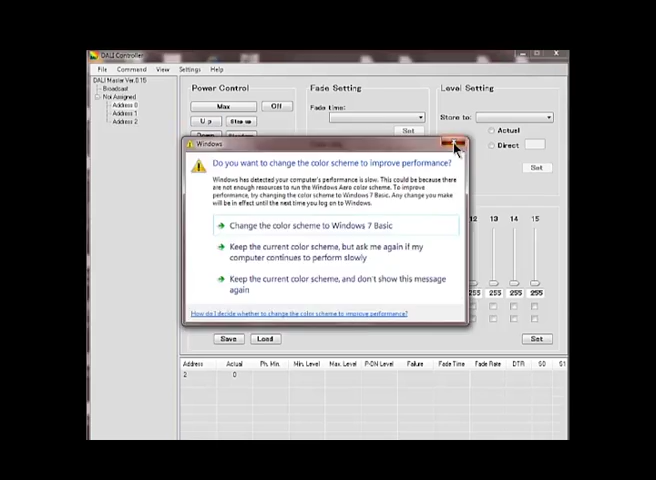 DALI Controller
File Command View Settings Help
DALI Master Ver.0.15
Broadcast
Not Assigned
Address 0
Address 1
Address 2
Power Control
Max Off
Up Step up
Down
Fade Setting
Fade time:
Set
Level Setting
Store to:
Actual
Direct
Set
Windows
Do you want to change the color scheme to improve performance?
Windows has detected your computer's performance is slow. This could be because there
are not enough resources to run the Windows Aero color scheme. To improve
performance, try changing the color scheme to Windows 7 Basic. Any change you make
will be in effect until the next time you log on to Windows.
Change the color scheme to Windows 7 Basic
Keep the current color scheme, but ask me again if my
computer continues to perform slowly
Keep the current color scheme, and don't show this message
again
How do I decide whether to change the color scheme to improve performance?
12 13 14 15
255 255 255 255
Save Load Set
Address Actual Ph. Min. Min. Level Max. Level P-ON Level Failure Fade Time Fade Rate DTR S0 S1
2 0